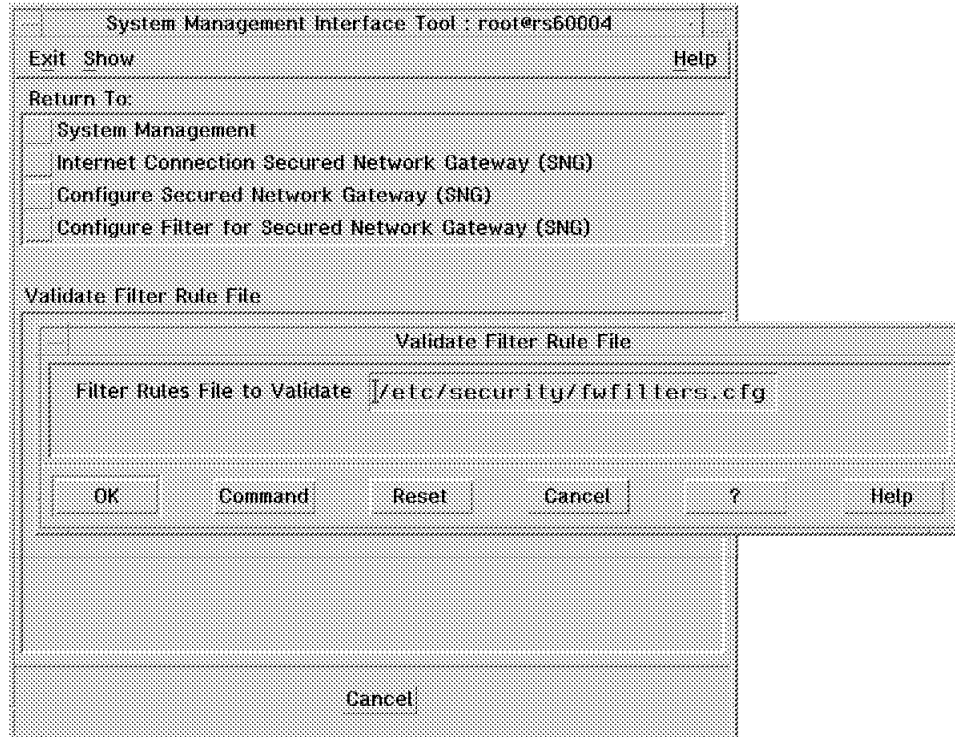 System Management Interface Tool : root@rs60004
Exit Show Help
Return To:
System Management
Internet Connection Secured Network Gateway (SNG)
Configure Secured Network Gateway (SNG)
Configure Filter for Secured Network Gateway (SNG)
Validate Filter Rule File
Validate Filter Rule File
Filter Rules File to Validate /etc/security/fwfilters.cfg
OK Command Reset Cancel ? Help
Cancel